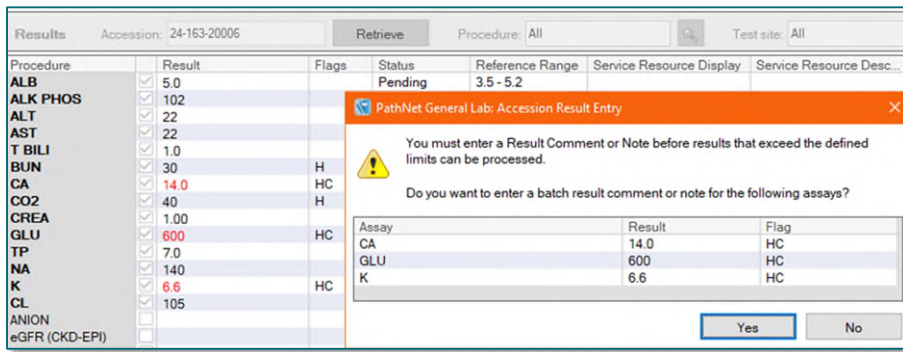 Results Accession: 24-163-20006 Retrieve Procedure: All Test site: All
Procedure Result Flags Status Reference Range Service Resource Display Service Resource Desc...
ALB 5.0 Pending 3.5 - 5.2
ALK PHOS 102
ALT 22
AST 22
T BILI 1.0
BUN 30 H
CA 14.0 HC
CO2 40 H
CREA 1.00
GLU 600 HC
TP 7.0
NA 140
K 6.6 HC
CL 105
ANION
eGFR (CKD-EPI)
PathNet General Lab: Accession Result Entry
You must enter a Result Comment or Note before results that exceed the defined
limits can be processed.
Do you want to enter a batch result comment or note for the following assays?
Assay Result Flag
CA 14.0 HC
GLU 600 HC
K 6.6 HC
Yes No